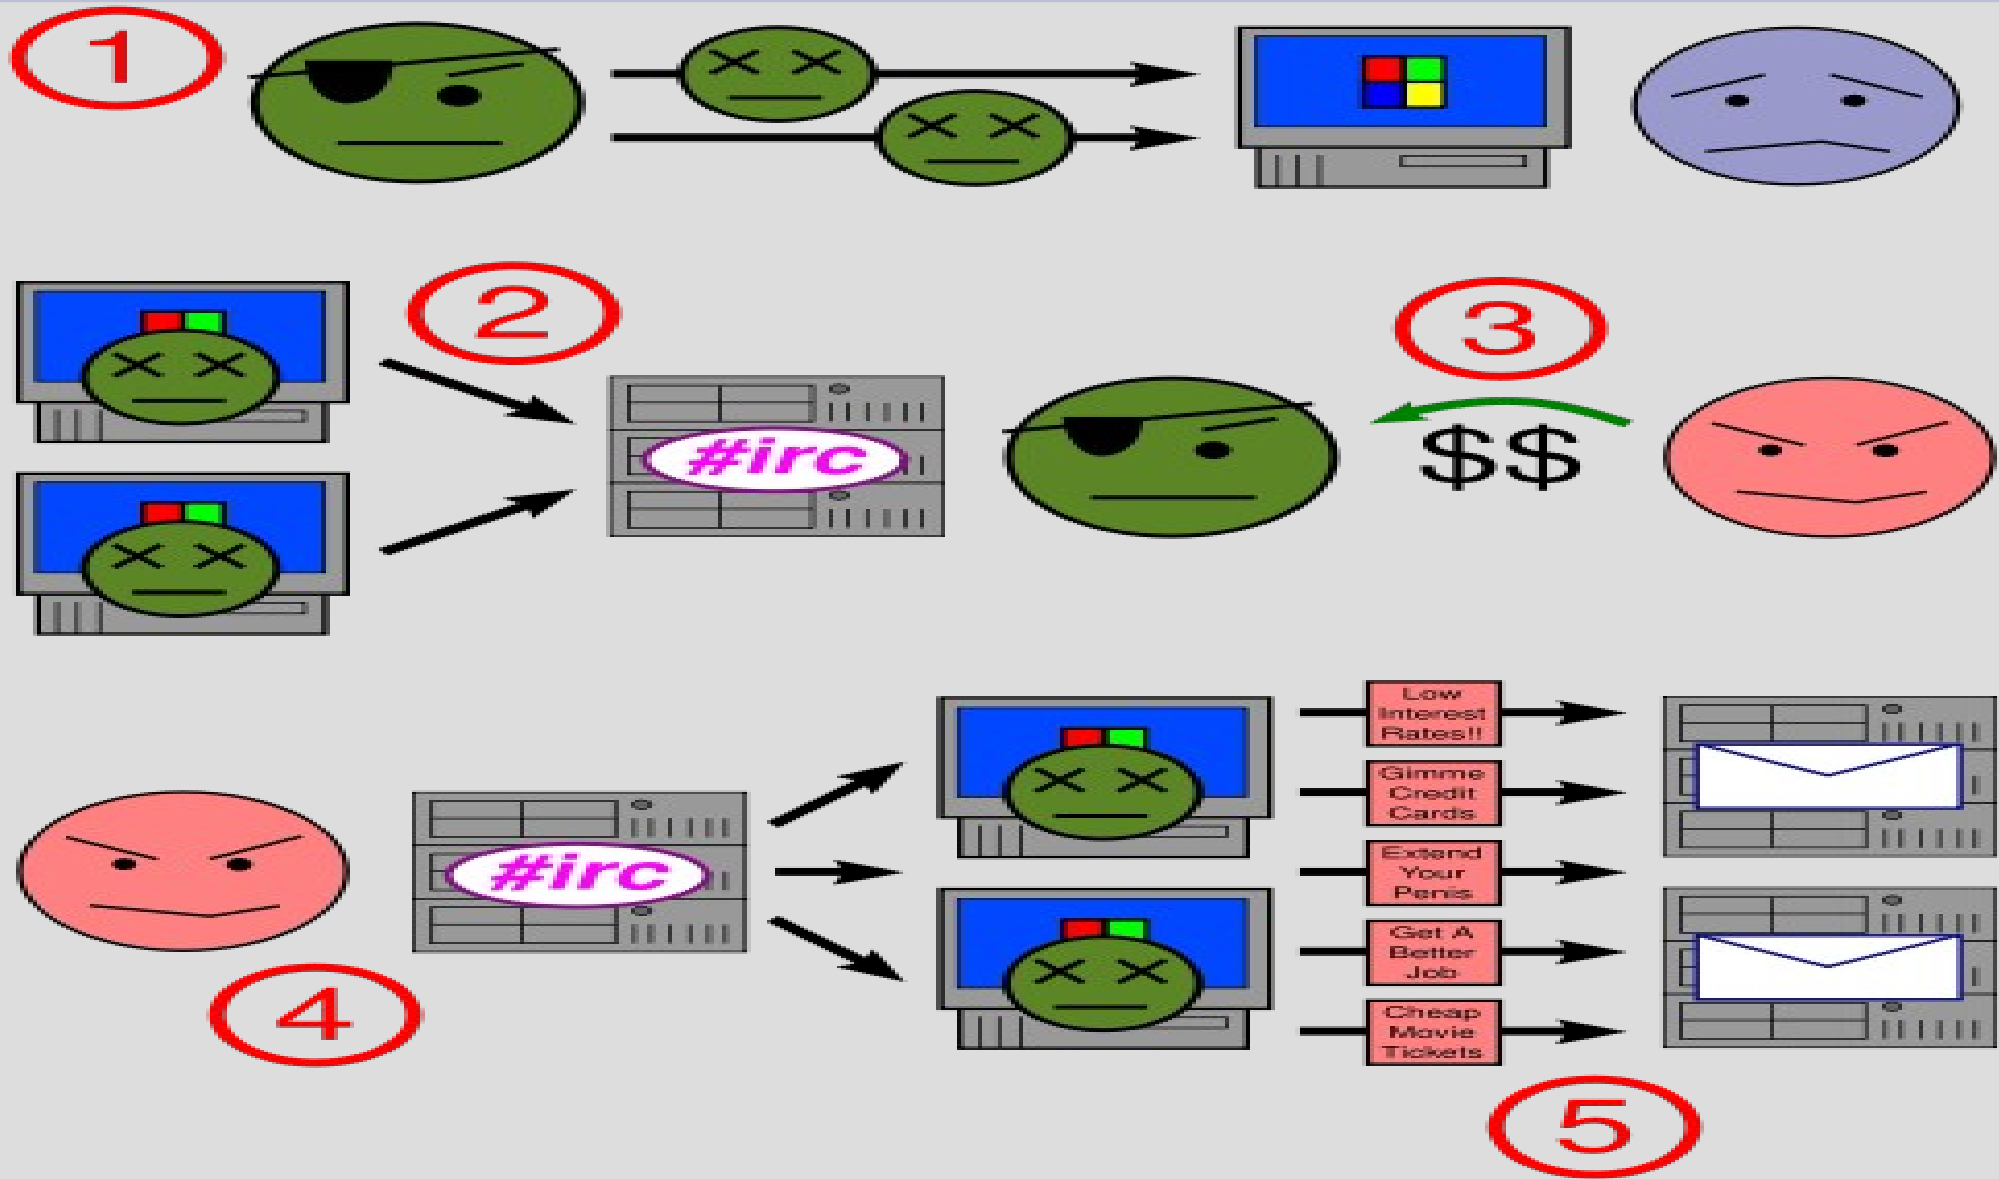 1
2
3
#irc
$$
Low
Interest
Rates!!
Gimme
Credit
Cards
#irc
Extend
Your
Penis
Get A
Better
Job
4
Cheap
Movie
Tickets
5